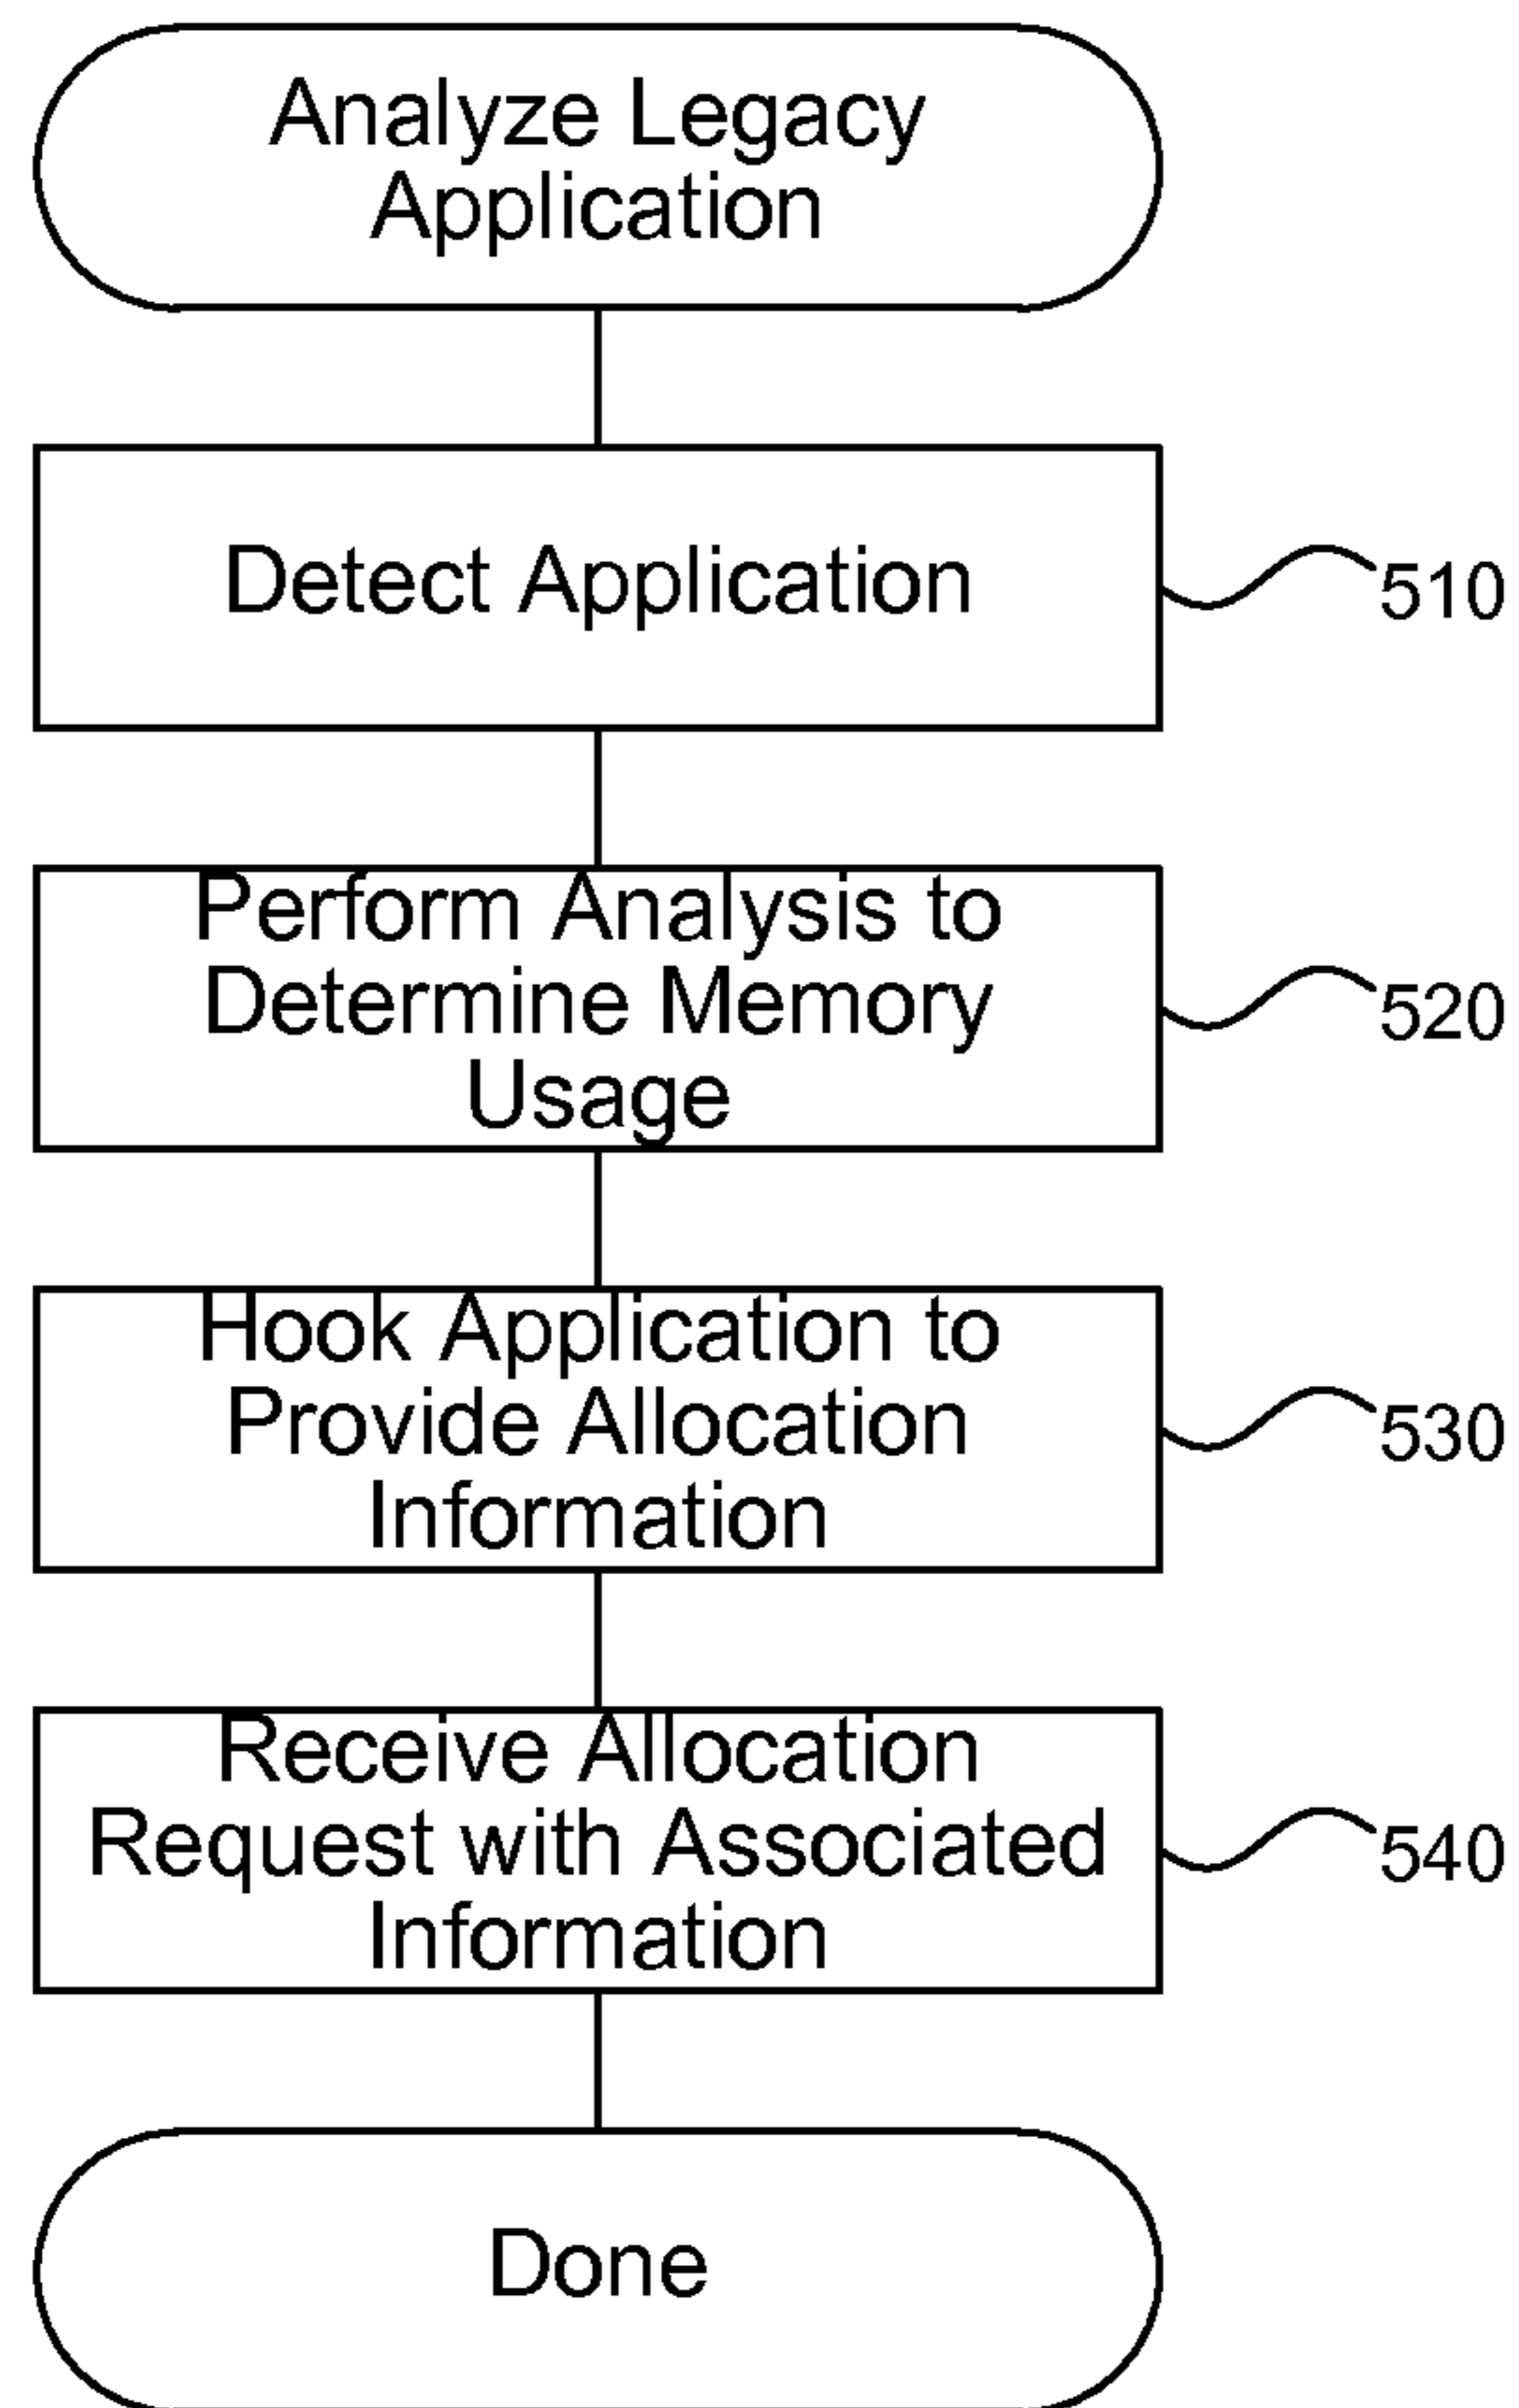 Analyze Legacy
Application
Detect Application
510
Perform Analysis to
Determine Memory
Usage
520
Hook Application to
Provide Allocation
Information
530
Receive Allocation
Request with Associated
Information
540
Done